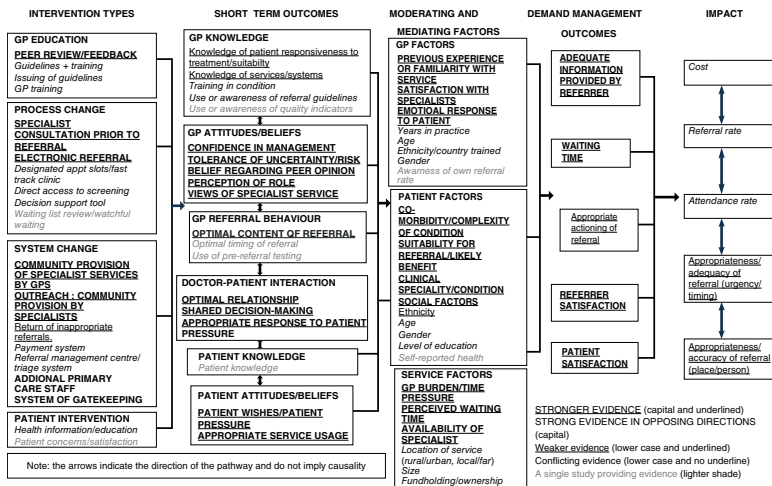 INTERVENTION TYPES
GP EDUCATION
PEER REVIEW/FEEDBACK
Guidelines + training
Issuing of guidelines
GP training
PROCESS CHANGE
SPECIALIST
CONSULTATION PRIOR TO
REFERRAL
ELECTRONIC REFERRAL
Designated appt slots/fast
track clinic
Direct access to screening
Decision support tool
Waiting list review/watchful
waiting
SYSTEM CHANGE
COMMUNITY PROVISION
OF SPECIALIST SERVICES
BY GPS
OUTREACH : COMMUNITY
PROVISION BY
SPECIALISTS
Return of inappropriate
referrals.
Payment system
Referral management centre/
triage system
ADDIONAL PRIMARY
CARE STAFF
SYSTEM OF GATEKEEPING
PATIENT INTERVENTION
Health information/education
Patient concerns/satisfaction
SHORT TERM OUTCOMES
GP KNOWLEDGE
Knowledge of patient responsiveness to
treatment/suitabilty
Knowledge of services/systems
Training in condition
Use or awareness of referral guidelines
Use or awareness of quality indicators
GP ATTITUDES/BELIEFS
CONFIDENCE IN MANAGEMENT
TOLERANCE OF UNCERTAINTY/RISK
BELIEF REGARDING PEER OPINION
PERCEPTION OF ROLE
VIEWS OF SPECIALIST SERVICE
GP REFERRAL BEHAVIOUR
OPTIMAL CONTENT OF REFERRAL
Optimal timing of referral
Use of pre-referral testing
DOCTOR-PATIENT INTERACTION
OPTIMAL RELATIONSHIP
SHARED DECISION-MAKING
APPROPRIATE RESPONSE TO PATIENT
PRESSURE
PATIENT KNOWLEDGE
Patient knowledge
PATIENT ATTITUDES/BELIEFS
PATIENT WISHES/PATIENT
PRESSURE
APPROPRIATE SERVICE USAGE
MODERATING AND
MEDIATING FACTORS
GP FACTORS
PREVIOUS EXPERIENCE
OR FAMILIARITY WITH
SERVICE
SATISFACTION WITH
SPECIALISTS
EMOTIOAL RESPONSE
TO PATIENT
Years in practice
Age
Ethnicity/country trained
Gender
Awarness of own referral
rate
PATIENT FACTORS
CO-
MORBIDITY/COMPLEXITY
OF CONDITION
SUITABILITY FOR
REFERRAL/LIKELY
BENEFIT
CLINICAL
SPECIALITY/CONDITION
SOCIAL FACTORS
Ethnicity
Age
Gender
Level of education
Self-reported health
SERVICE FACTORS
GP BURDEN/TIME
PRESSURE
PERCEIVED WAITING
TIME
AVAILABILITY OF
SPECIALIST
Location of service
(rural/urban, local/far)
Size
Fundholding/ownership
DEMAND MANAGEMENT
OUTCOMES
ADEQUATE
INFORMATION
PROVIDED BY
REFERRER
WAITING
TIME
Appropriate
actioning of
referral
REFERRER
SATISFACTION
PATIENT
SATISFACTION
IMPACT
Cost
Referral rate
Attendance rate
Appropriateness/
adequacy of
referral (urgency/
timing)
Appropriateness/
accuracy of referral
(place/person)
STRONGER EVIDENCE (capital and underlined)
STRONG EVIDENCE IN OPPOSING DIRECTIONS
(capital)
Weaker evidence (lower case and underlined)
Conflicting evidence (lower case and no underline)
A single study providing evidence (lighter shade)
Note: the arrows indicate the direction of the pathway and do not imply causality